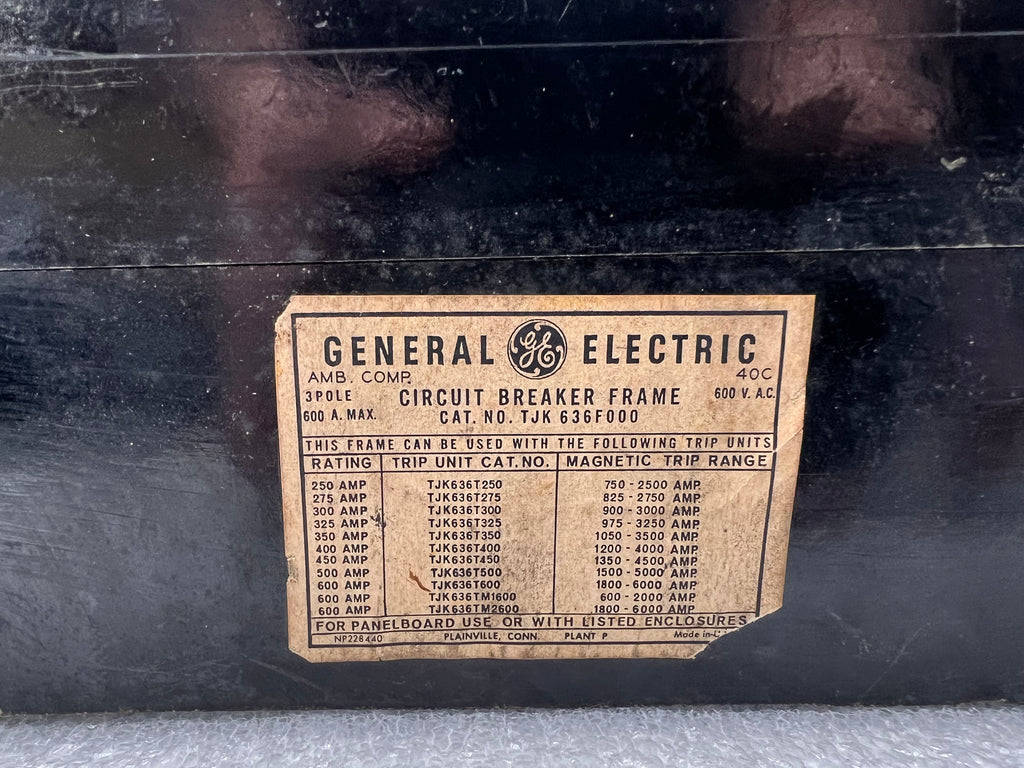 GENERAL GE ELECTRIC
AMB. COMP. 40C
3 POLE CIRCUIT BREAKER FRAME 600 V. A.C.
600 A. MAX. CAT. NO. TJK 636F000
THIS FRAME CAN BE USED WITH THE FOLLOWING TRIP UNITS
RATING TRIP UNIT CAT. NO. MAGNETIC TRIP RANGE
250 AMP TJK636T250 750 - 2500 AMP.
275 AMP TJK636T275 825 - 2750 AMP.
300 AMP TJK636T300 900 - 3000 AMP.
325 AMP TJK636T325 975 - 3250 AMP.
350 AMP TJK636T350 1050 - 3500 AMP.
400 AMP TJK636T400 1200 - 4000 AMP.
450 AMP TJK636T450 1350 - 4500 AMP.
500 AMP TJK636T500 1500 - 5000 AMP.
600 AMP TJK636T600 1800 - 6000 AMP.
600 AMP TJK636TM1600 600 - 2000 AMP.
600 AMP TJK636TM2600 1800 - 6000 AMP.
FOR PANELBOARD USE, OR WITH LISTED ENCLOSURES
NP228440 PLAINVILLE, CONN. PLANT P Made in